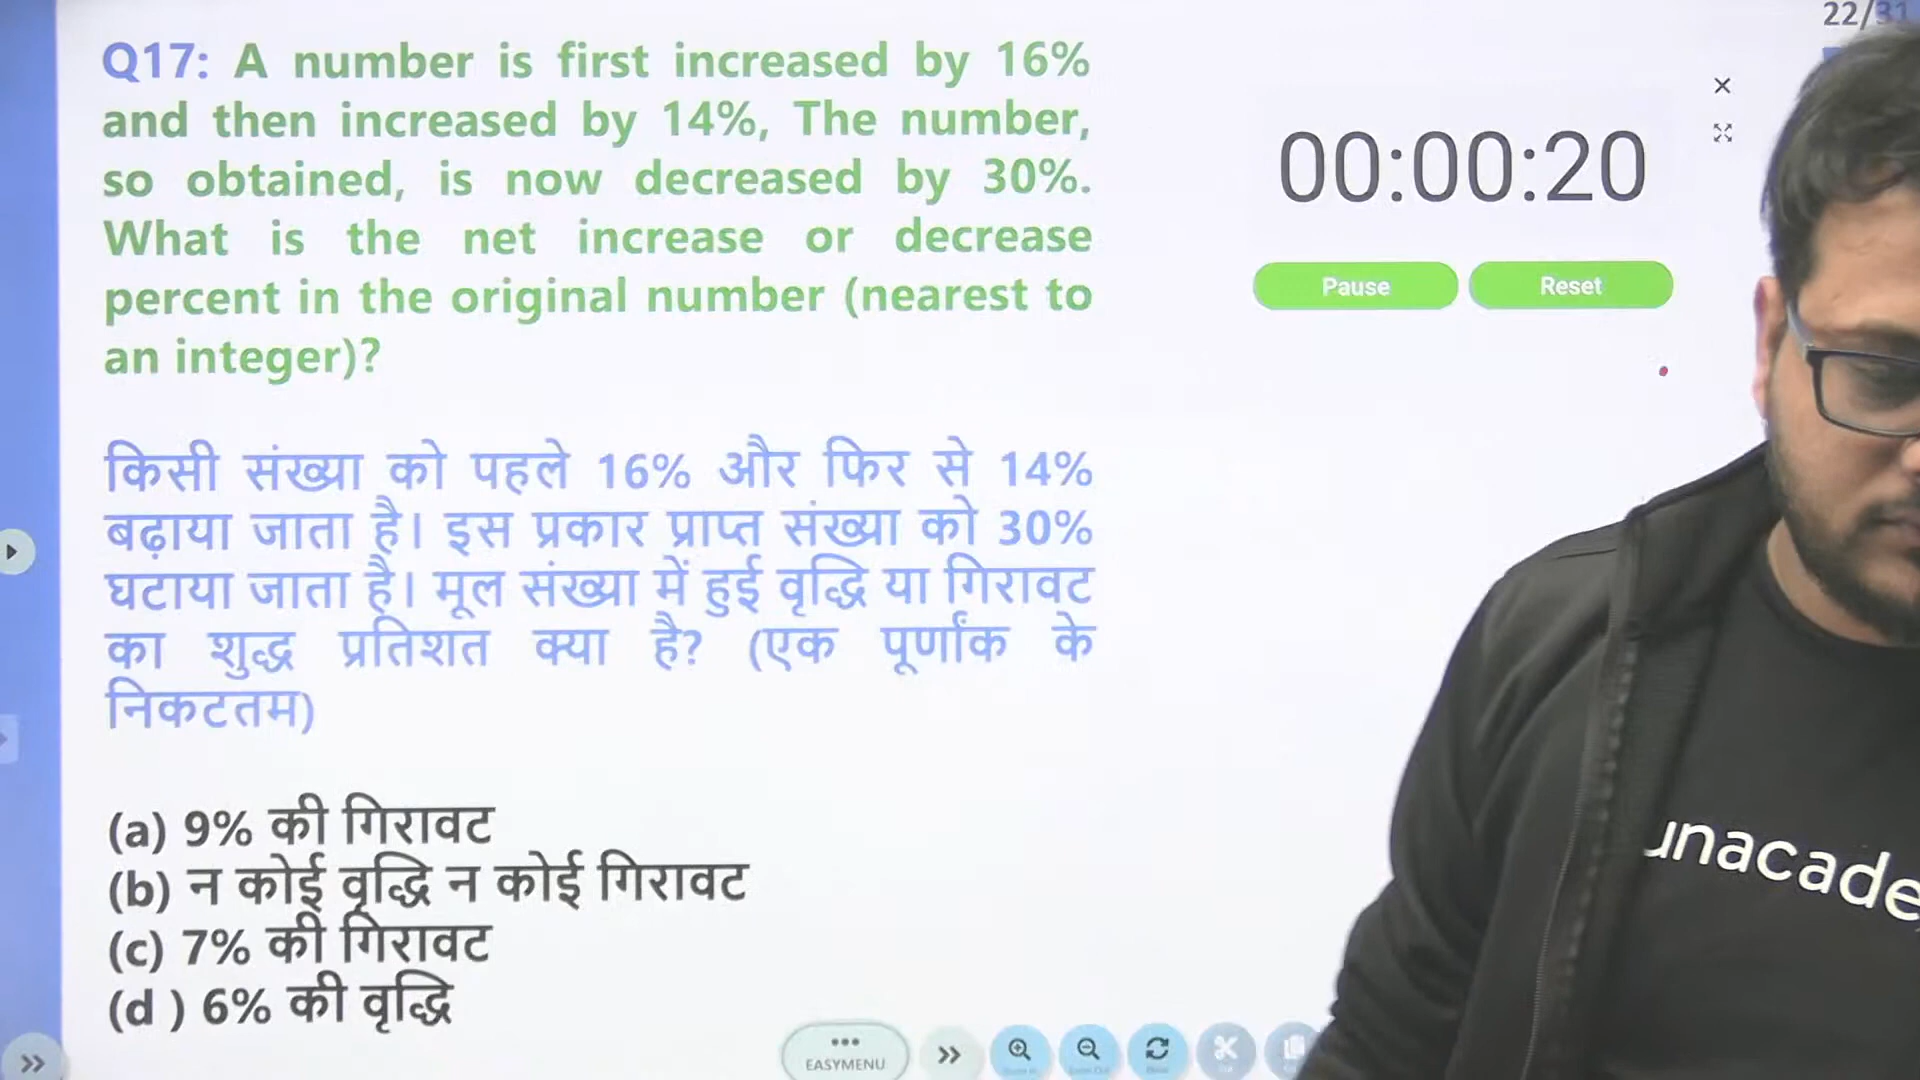 22/31
Q17: A number is first increased by 16%
and then increased by 14%, The number,
so obtained, is now decreased by 30%.
What is the net increase or decrease
percent in the original number (nearest to
an integer)?
00:00:20
Pause
Reset
किसी संख्या को पहले 16% और फिर से 14%
बढ़ाया जाता है। इस प्रकार प्राप्त संख्या को 30%
घटाया जाता है। मूल संख्या में हुई वृद्धि या गिरावट
का शुद्ध प्रतिशत क्या है? (एक पूर्णांक के
निकटतम)
(a) 9% की गिरावट
(b) न कोई वृद्धि न कोई गिरावट
(c) 7% की गिरावट
(d ) 6% की वृद्धि
unacade
EASYMENU